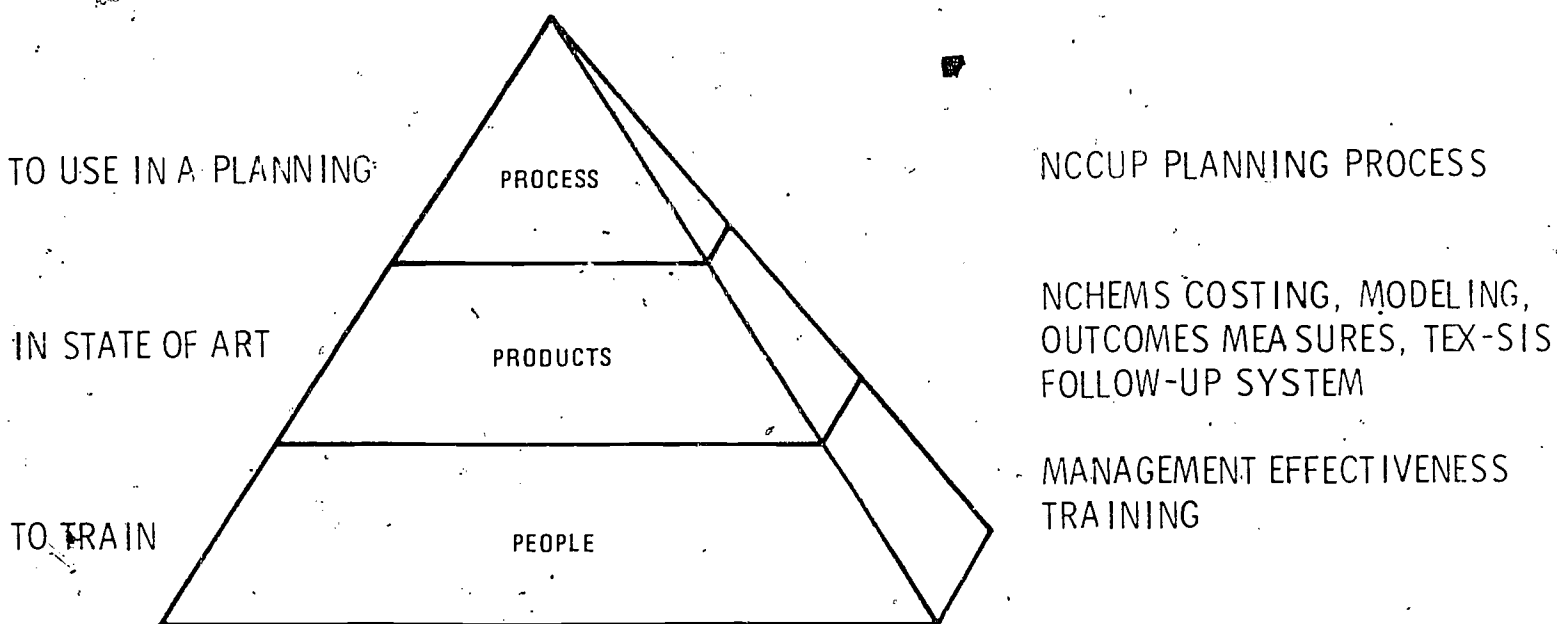 TO USE IN A PLANNING
PROCESS
NCCUP PLANNING PROCESS
IN STATE OF ART
PRODUCTS
NCHEMS COSTING, MODELING,
OUTCOMES MEASURES, TEX-SIS
FOLLOW-UP SYSTEM
TO TRAIN
PEOPLE
MANAGEMENT EFFECTIVENESS
TRAINING